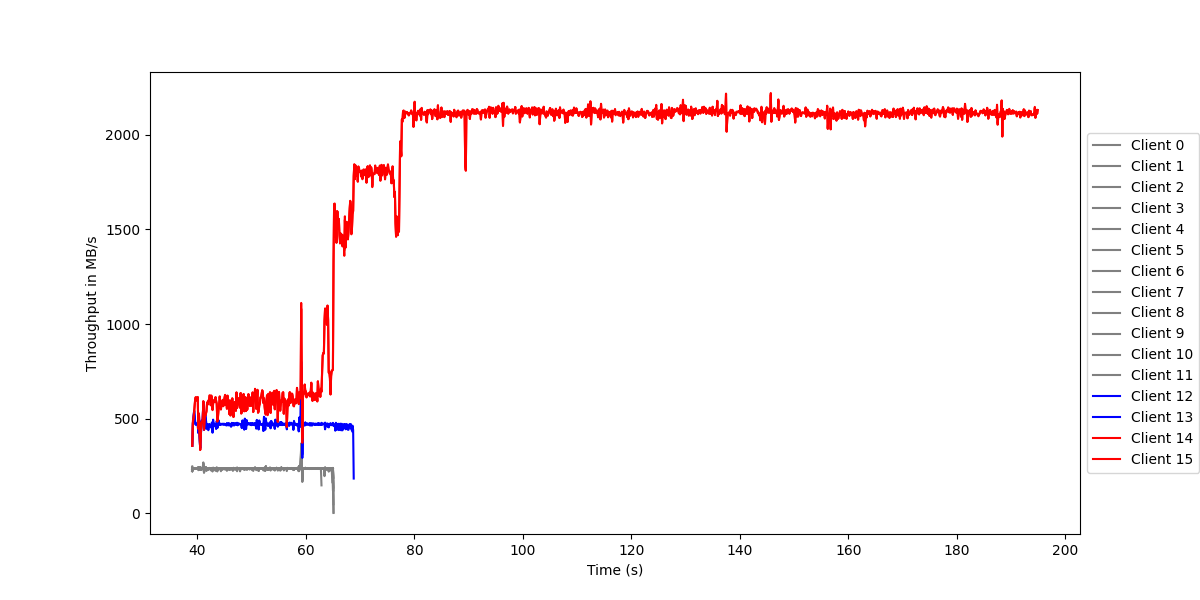 2000
1500
1000
500
0
Throughput in MB/s
40 60 80 100 120 140 160 180 200
Time (s)
Client 0
Client 1
Client 2
Client 3
Client 4
Client 5
Client 6
Client 7
Client 8
Client 9
Client 10
Client 11
Client 12
Client 13
Client 14
Client 15